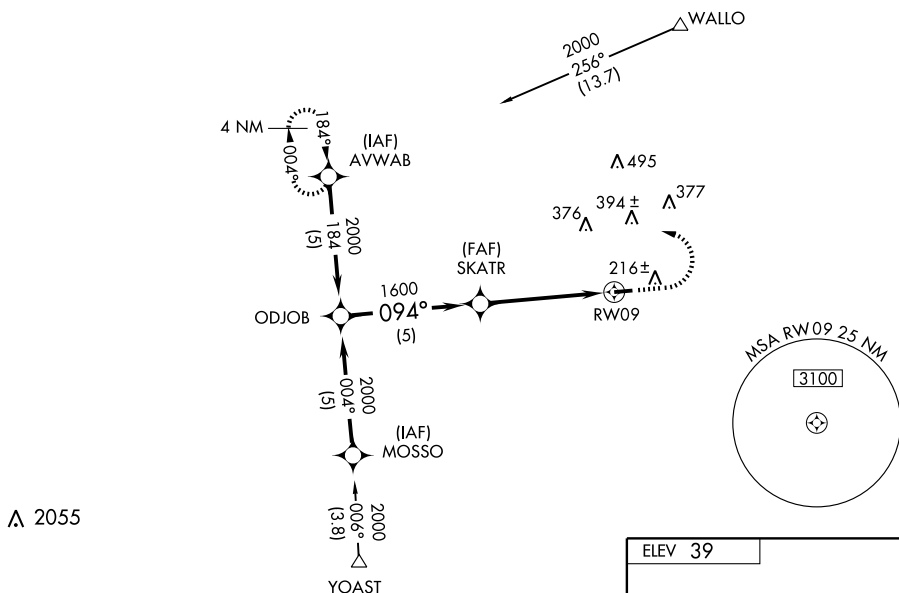 WALLO
2000
256°
(13.7)
4 NM
184°
004°
(IAF)
AVWAB
495
376
394±
377
2000
184
(5)
(FAF)
SKATR
216±
1600
094°
(5)
ODJOB
RW09
MSA RW09 25 NM
3100
2000
004°
(5)
(IAF)
MOSSO
2055
2000
006°
(3.8)
YOAST
ELEV 39